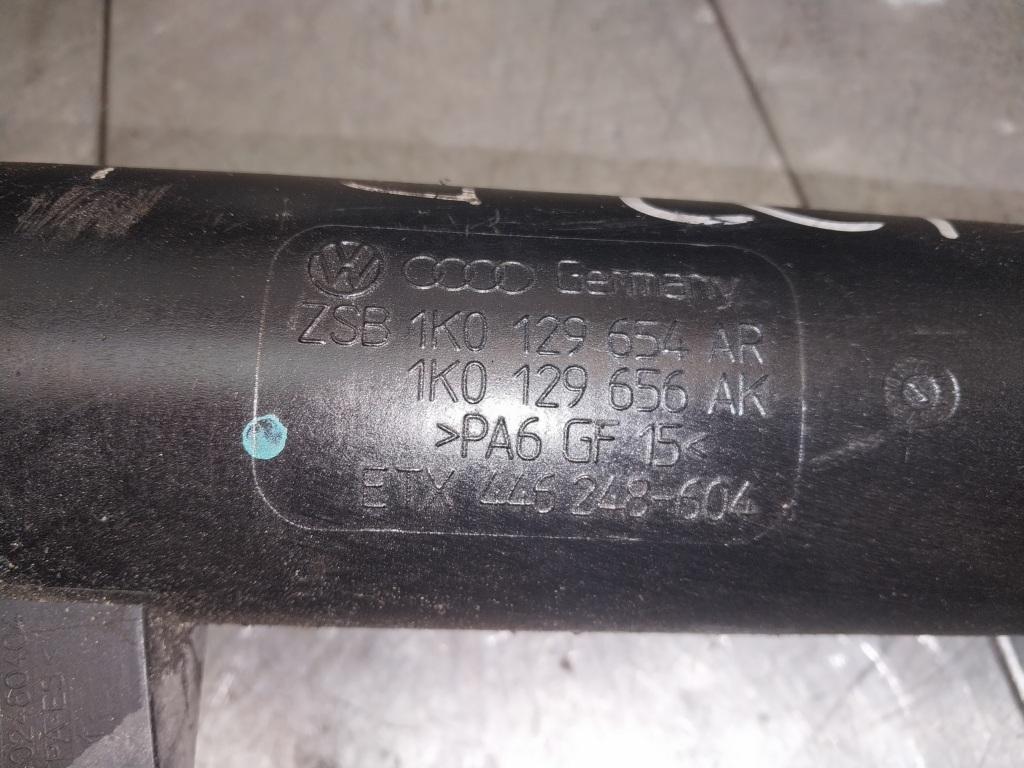 Germany
ZSB 1K0 129 654 AR
1K0 129 656 AK
>PA6 GF 15<
ETX 446 248-604